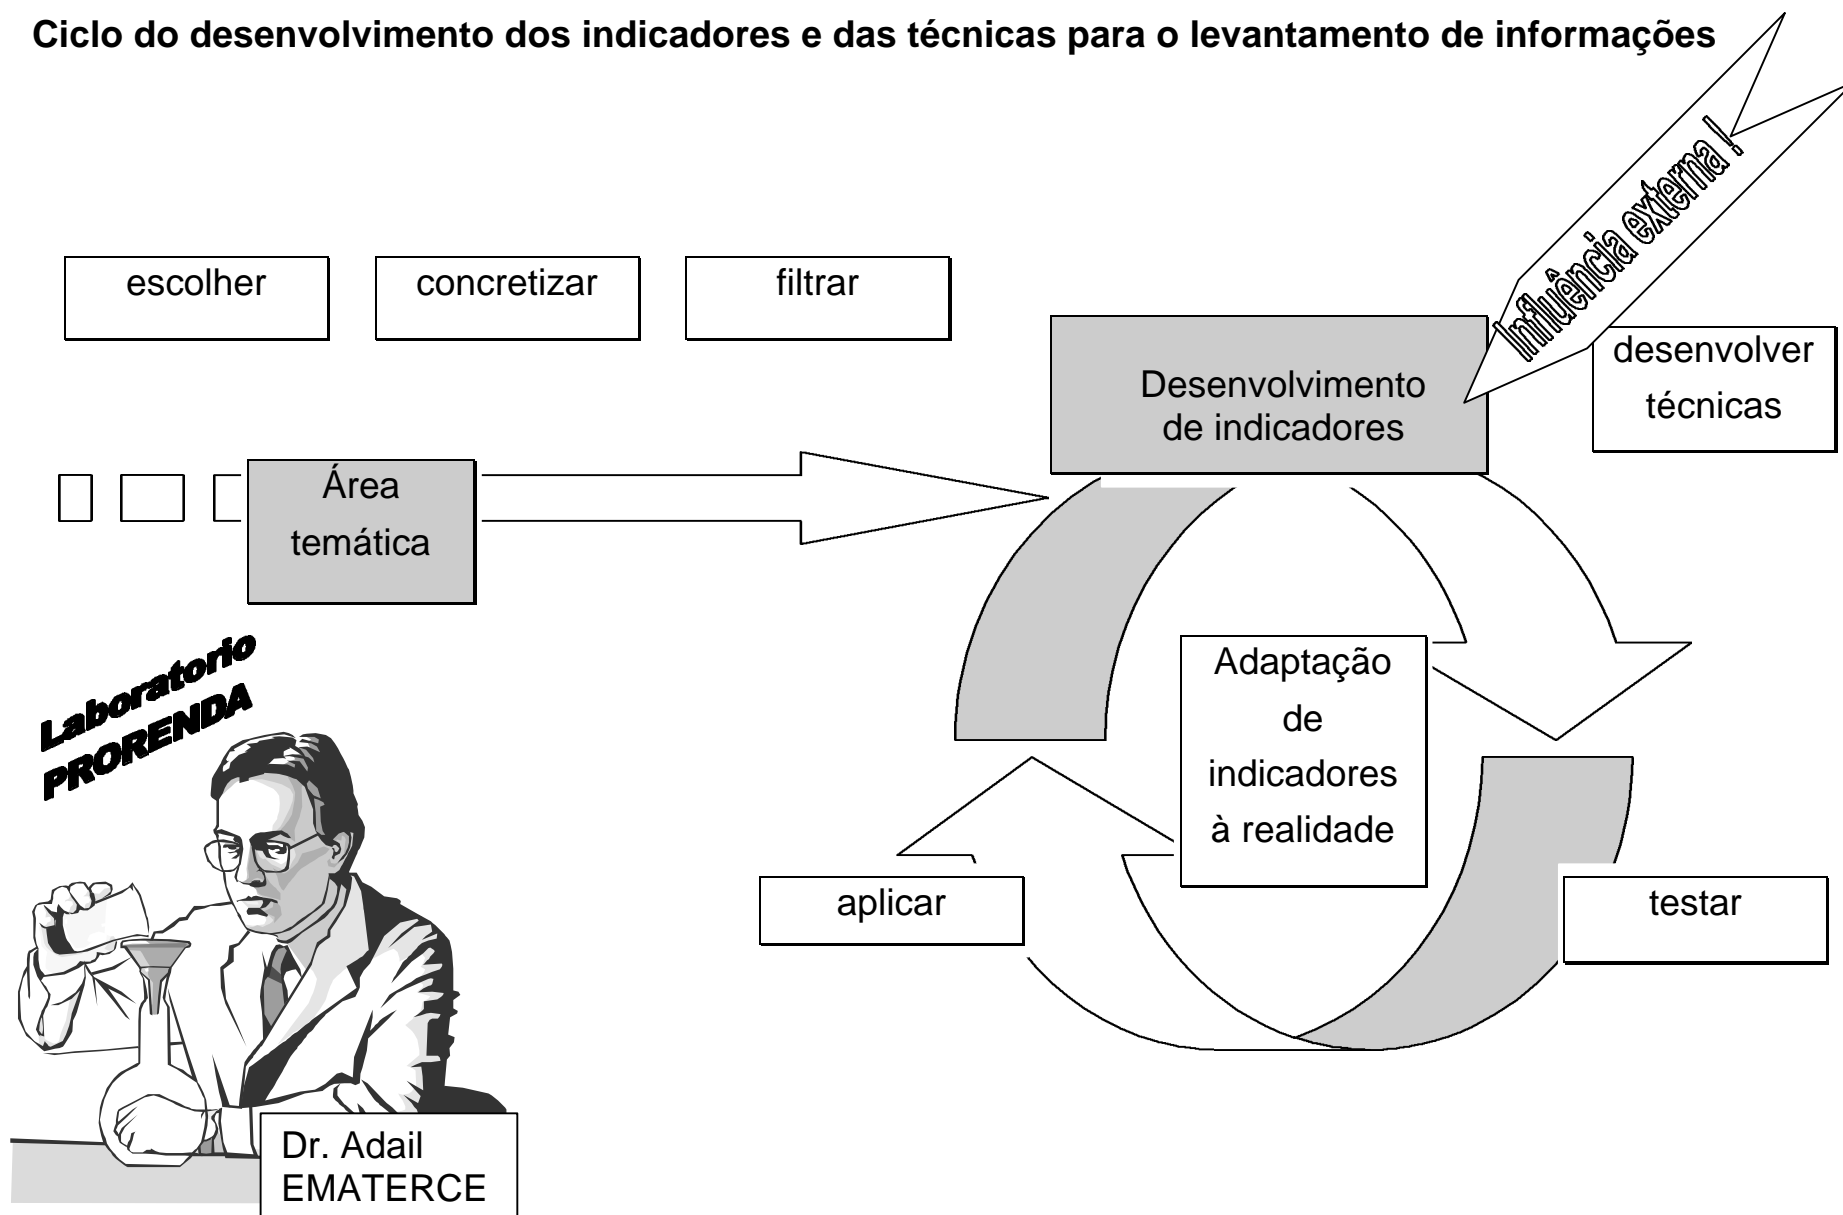 Ciclo do desenvolvimento dos indicadores e das técnicas para o levantamento de informações
Influência externa !
escolher
concretizar
filtrar
Desenvolvimento
de indicadores
desenvolver
técnicas
Área
temática
Adaptação
de
indicadores
à realidade
aplicar
testar
Laboratorio
PRORENDA
Dr. Adail
EMATERCE